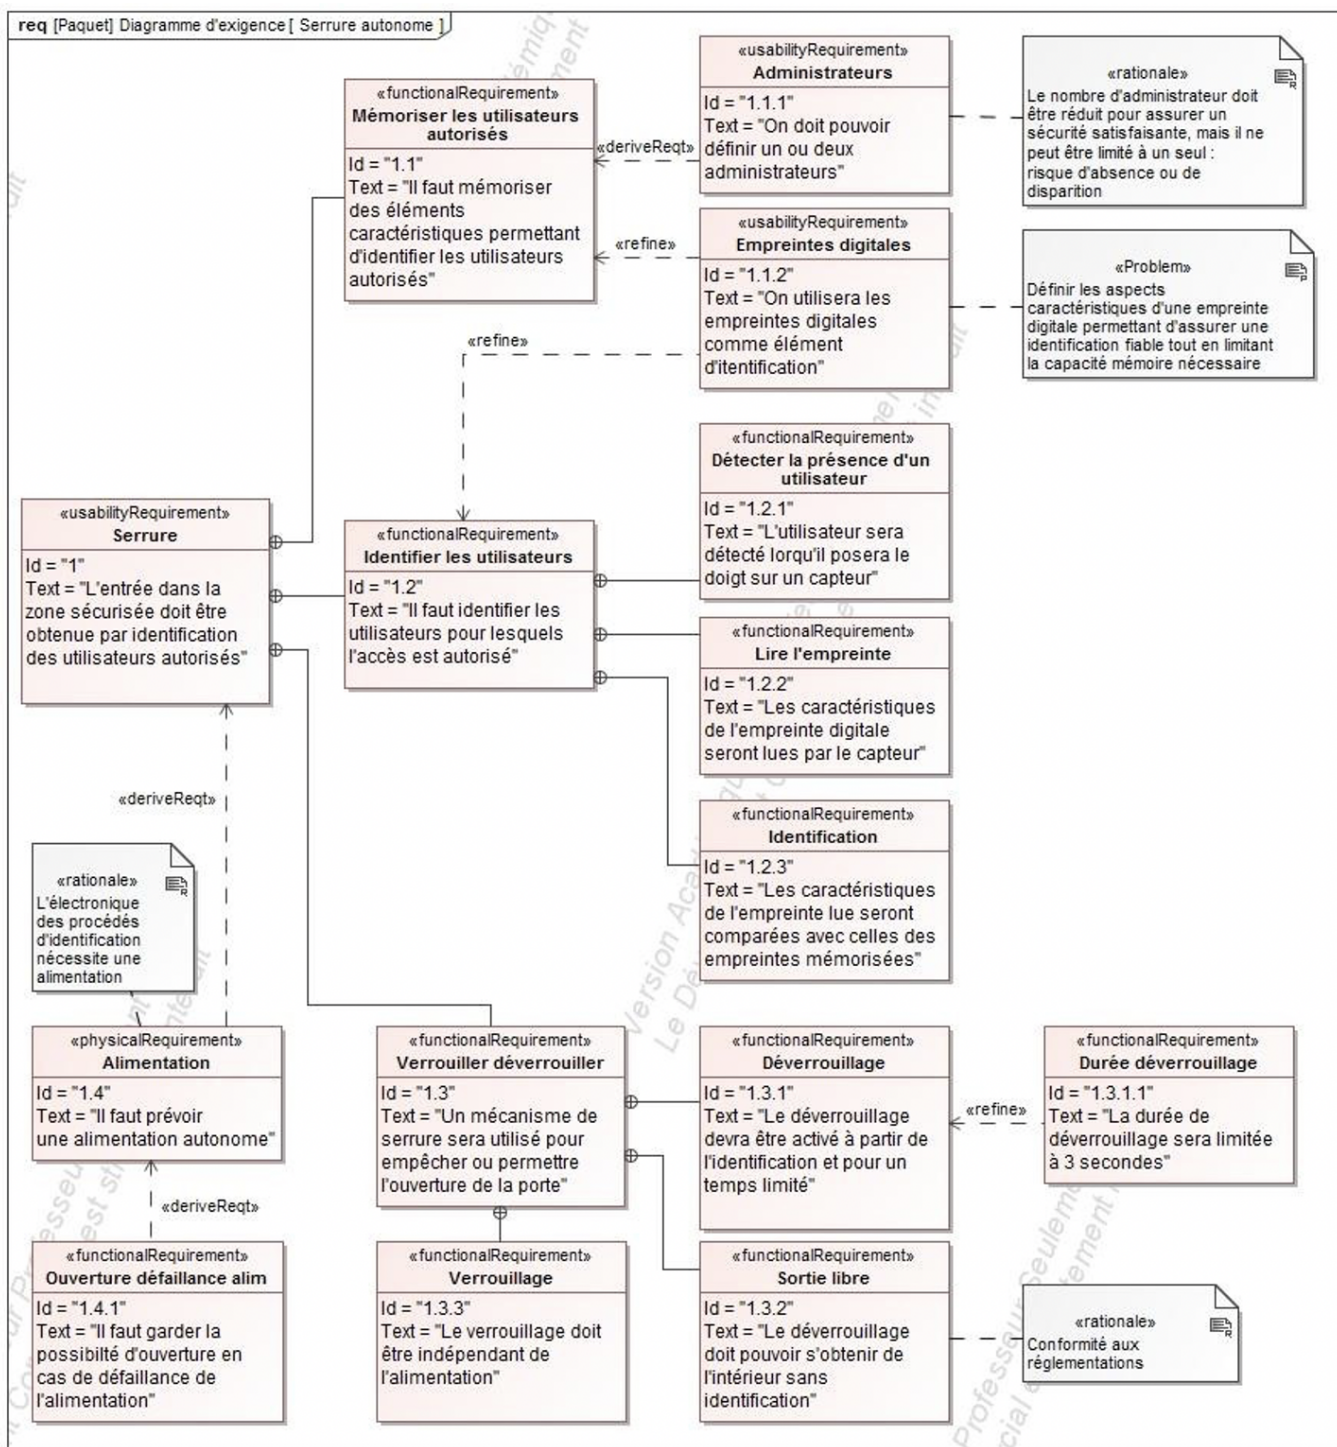 req [Paquet] Diagramme d'exigence [ Serrure autonome ]
«usabilityRequirement»
Administrateurs
Id = "1.1.1"
Text = "On doit pouvoir
définir un ou deux
administrateurs"
«rationale»
Le nombre d'administrateur doit
être réduit pour assurer un
sécurité satisfaisante, mais il ne
peut être limité à un seul :
risque d'absence ou de
disparition
«functionalRequirement»
Mémoriser les utilisateurs
autorisés
Id = "1.1"
Text = "Il faut mémoriser
des éléments
caractéristiques permettant
d'identifier les utilisateurs
autorisés"
«deriveReqt»
«refine»
«usabilityRequirement»
Empreintes digitales
Id = "1.1.2"
Text = "On utilisera les
empreintes digitales
comme élément
d'itentification"
«Problem»
Définir les aspects
caractéristiques d'une empreinte
digitale permettant d'assurer une
identification fiable tout en limitant
la capacité mémoire nécessaire
«refine»
«functionalRequirement»
Détecter la présence d'un
utilisateur
Id = "1.2.1"
Text = "L'utilisateur sera
détecté lorqu'il posera le
doigt sur un capteur"
«usabilityRequirement»
Serrure
Id = "1"
Text = "L'entrée dans la
zone sécurisée doit être
obtenue par identification
des utilisateurs autorisés"
«functionalRequirement»
Identifier les utilisateurs
Id = "1.2"
Text = "Il faut identifier les
utilisateurs pour lesquels
l'accès est autorisé"
«functionalRequirement»
Lire l'empreinte
Id = "1.2.2"
Text = "Les caractéristiques
de l'empreinte digitale
seront lues par le capteur"
«deriveReqt»
«functionalRequirement»
Identification
Id = "1.2.3"
Text = "Les caractéristiques
de l'empreinte lue seront
comparées avec celles des
empreintes mémorisées"
«rationale»
L'électronique
des procédés
d'identification
nécessite une
alimentation
«physicalRequirement»
Alimentation
Id = "1.4"
Text = "Il faut prévoir
une alimentation autonome"
«functionalRequirement»
Verrouiller déverrouiller
Id = "1.3"
Text = "Un mécanisme de
serrure sera utilisé pour
empêcher ou permettre
l'ouverture de la porte"
«functionalRequirement»
Déverrouillage
Id = "1.3.1"
Text = "Le déverrouillage
devra être activé à partir de
l'identification et pour un
temps limité"
«refine»
«functionalRequirement»
Durée déverrouillage
Id = "1.3.1.1"
Text = "La durée de
déverrouillage sera limitée
à 3 secondes"
«deriveReqt»
«functionalRequirement»
Ouverture défaillance alim
Id = "1.4.1"
Text = "Il faut garder la
possibilté d'ouverture en
cas de défaillance de
l'alimentation"
«functionalRequirement»
Verrouillage
Id = "1.3.3"
Text = "Le verrouillage doit
être indépendant de
l'alimentation"
«functionalRequirement»
Sortie libre
Id = "1.3.2"
Text = "Le déverrouillage
doit pouvoir s'obtenir de
l'intérieur sans
identification"
«rationale»
Conformité aux
réglementations